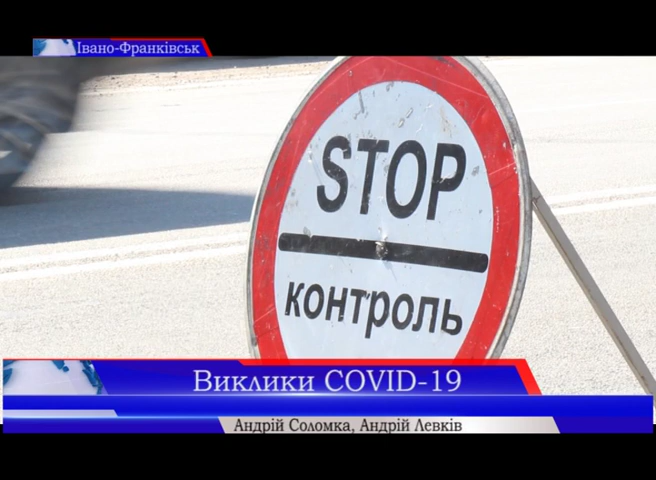 Івано-Франківськ
STOP
контроль
Виклики COVID-19
Андрій Соломка, Андрій Левків